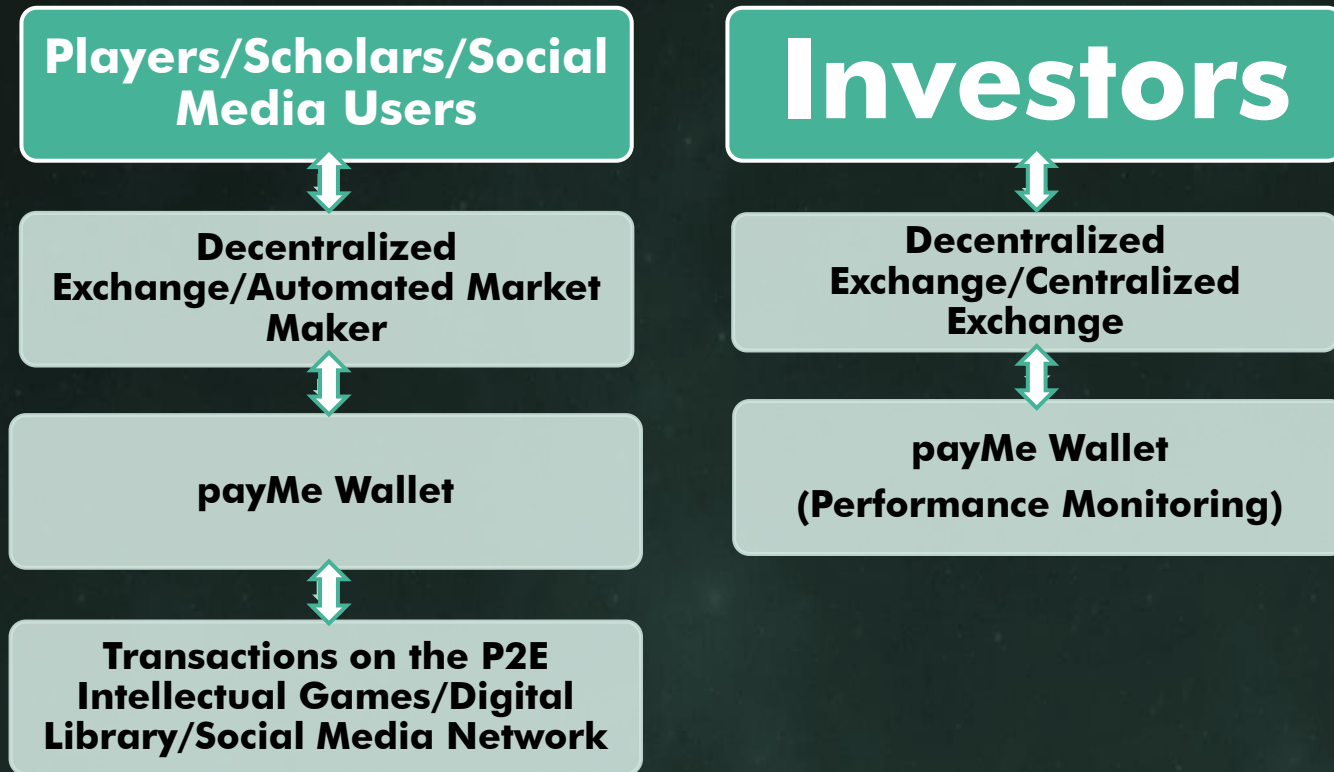 Players/Scholars/Social
Media Users
Decentralized
Exchange/Automated Market
Maker
payMe Wallet
Transactions on the P2E
Intellectual Games/Digital
Library/Social Media Network
Investors
Decentralized
Exchange/Centralized
Exchange
payMe Wallet
(Performance Monitoring)